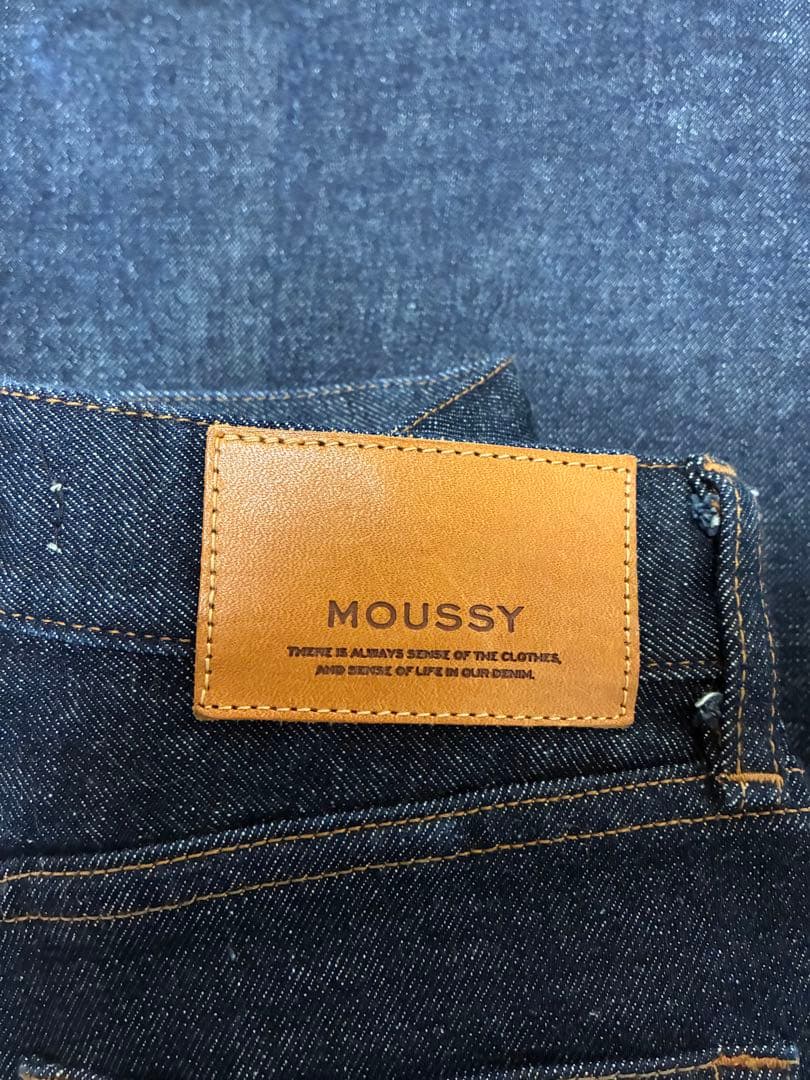 MOUSSY
THERE IS ALWAYS SENSE OF THE CLOTHES,
AND SENSE OF LIFE IN OUR DENIM.